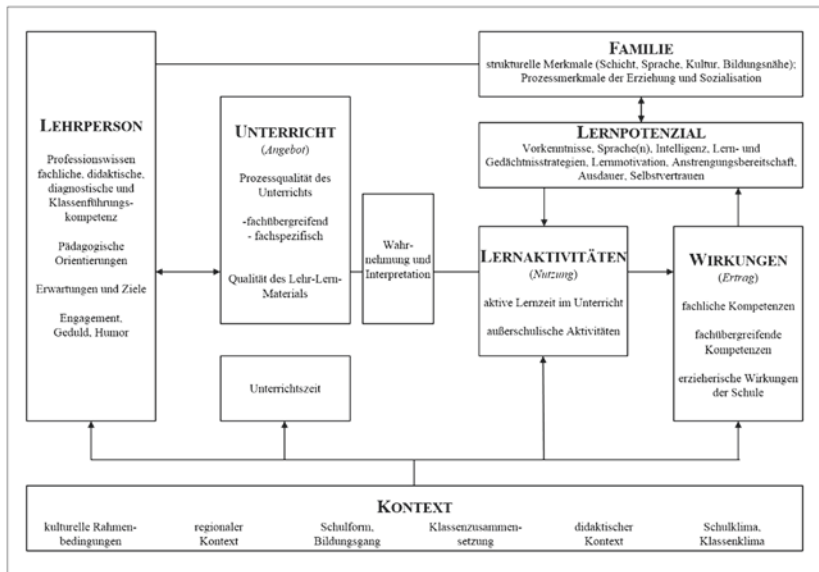 FAMILIE
strukturelle Merkmale (Schicht, Sprache, Kultur, Bildungsnähe);
Prozessmerkmale der Erziehung und Sozialisation
LEHRPERSON
Professionswissen
fachliche, didaktische,
diagnostische und
Klassenführungs-
kompetenz
Pädagogische
Orientierungen
Erwartungen und Ziele
Engagement,
Geduld, Humor
UNTERRICHT
(Angebot)
Prozessqualität des
Unterrichts
-fachübergreifend
- fachspezifisch
Qualität des Lehr-Lern-
Materials
Unterrichtszeit
Wahr-
nehmung und
Interpretation
LERNPOTENZIAL
Vorkenntnisse, Sprache(n), Intelligenz, Lern- und
Gedächtnisstrategien, Lernmotivation, Anstrengungsbereitschaft,
Ausdauer, Selbstvertrauen
LERNAKTIVITÄTEN
(Nutzung)
aktive Lernzeit im Unterricht
außerschulische Aktivitäten
WIRKUNGEN
(Ertrag)
fachliche Kompetenzen
fachübergreifende
Kompetenzen
erzieherische Wirkungen
der Schule
KONTEXT
kulturelle Rahmen-
bedingungen
regionaler
Kontext
Schulform,
Bildungsgang
Klassenzusammen-
setzung
didaktischer
Kontext
Schulklima,
Klassenklima